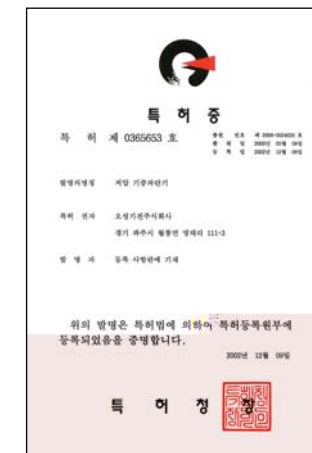 특 허 증
특 허 제 0365653 호
발명의명칭 저압 기중차단기
특허 권자 오성기전주식회사
경기 파주시 월롱면 영태리 111-3
발 명 자 등록 사항란에 기재
위의 발명은 특허법에 의하여 특허등록원부에
등록되었음을 증명합니다.
2002년 12월 09일
특 허 청 장